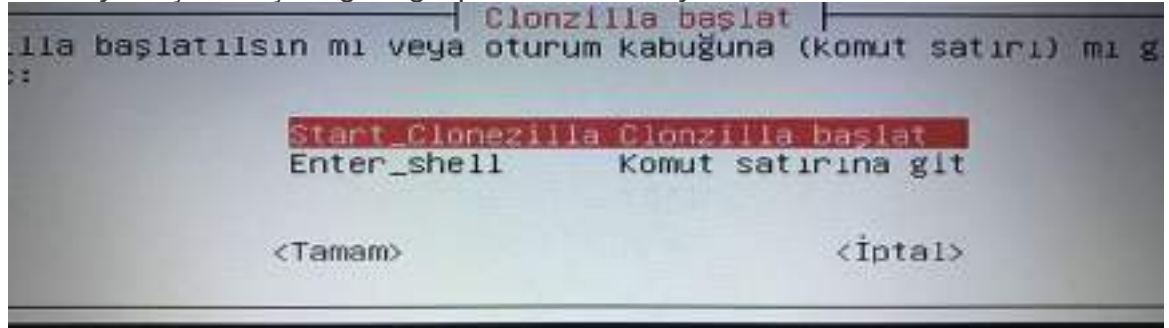 Clonzilla başlat
illa başlatılsın mı veya oturum kabuğuna (komut satırı) mı g
:
Start_Clonezilla Clonzilla başlat
Enter_shell Komut satırına git
<Tamam> <İptal>